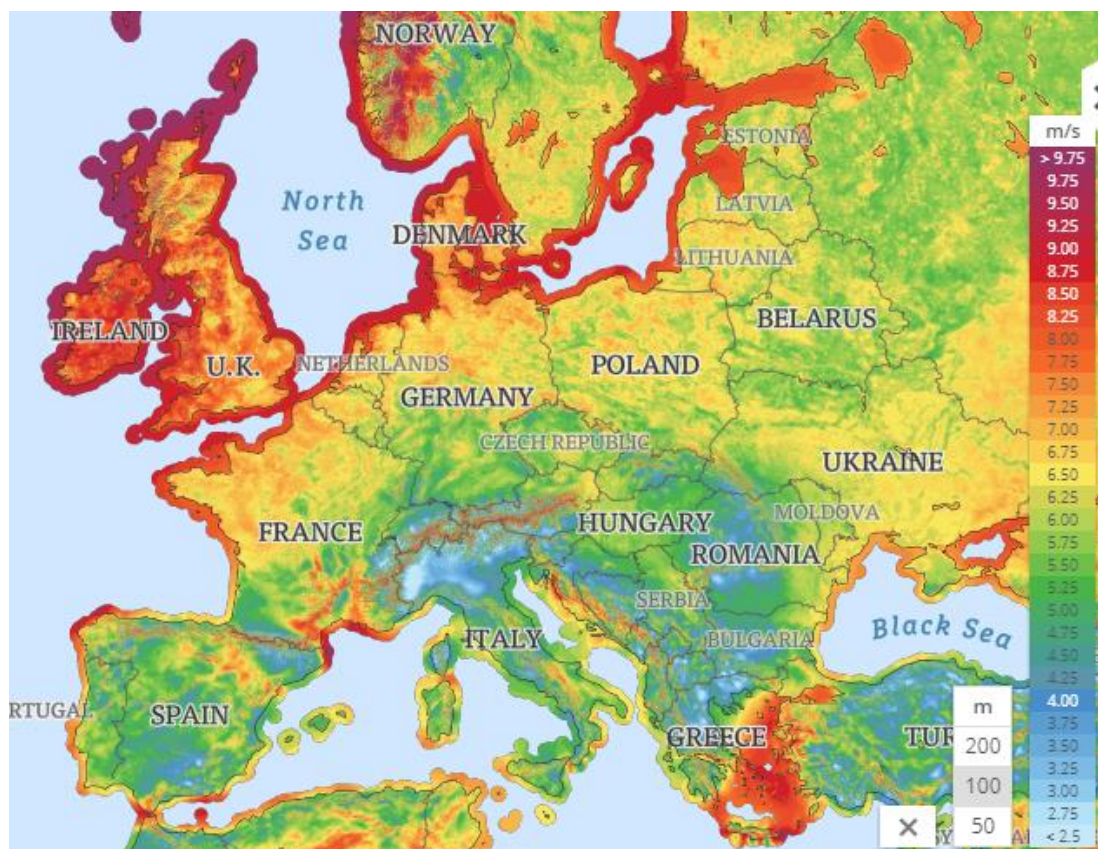 NORWAY
ESTONIA
North
Sea
LATVIA
DENMARK
LITHUANIA
IRELAND
BELARUS
U.K.
NETHERLANDS
POLAND
GERMANY
CZECH REPUBLIC
UKRAINE
FRANCE
HUNGARY
MOLDOVA
ROMANIA
SERBIA
ITALY
BULGARIA
Black Sea
RTUGAL
SPAIN
GREECE
TUR
m
200
100
50
m/s
> 9.75
9.75
9.50
9.25
9.00
8.75
8.50
8.25
8.00
7.75
7.50
7.25
7.00
6.75
6.50
6.25
6.00
5.75
5.50
5.25
5.00
4.75
4.50
4.25
4.00
3.75
3.50
3.25
3.00
2.75
< 2.5